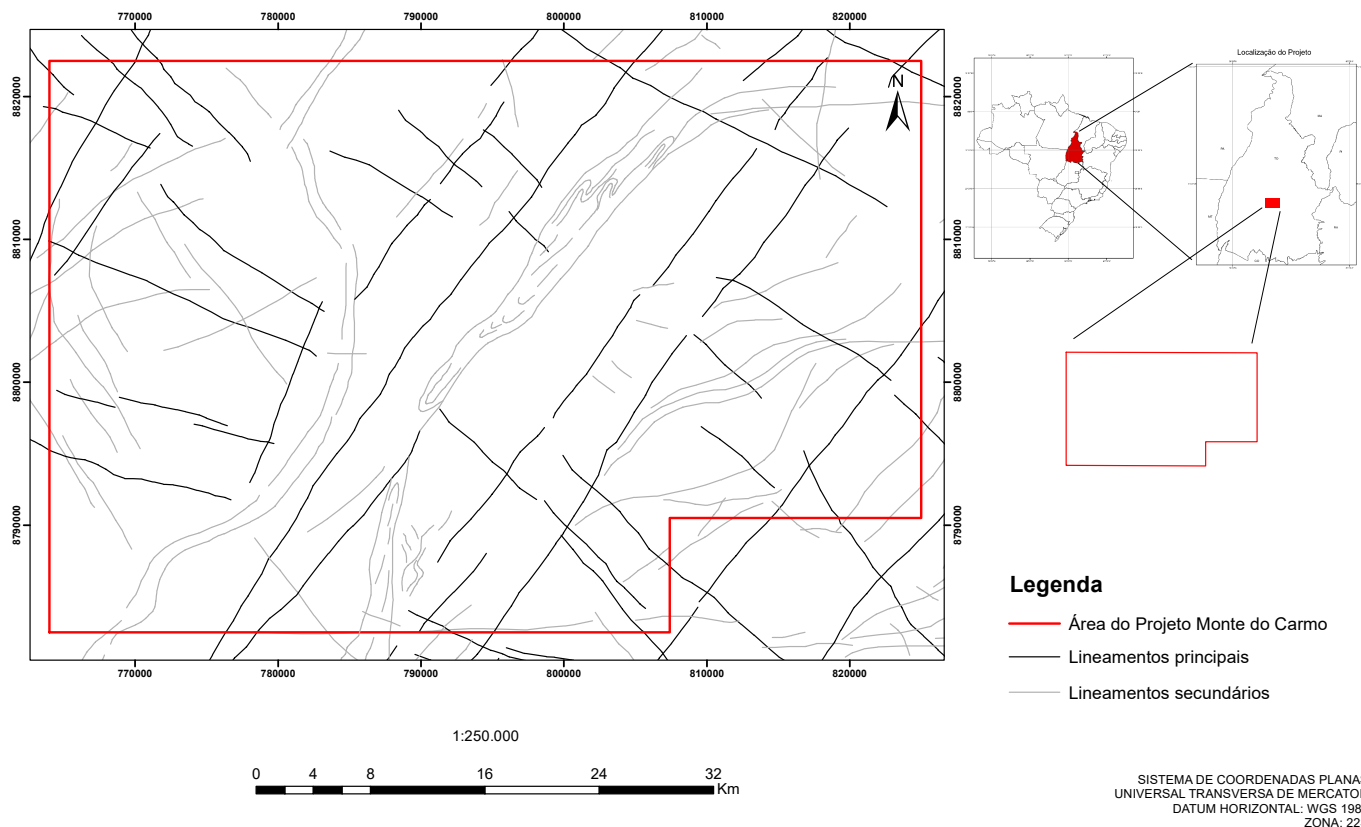 770000 780000 790000 800000 810000 820000
8820000
8810000
8800000
8790000
N
8820000
8810000
8800000
8790000
770000 780000 790000 800000 810000 820000
Localização do Projeto
1:250.000
0 4 8 16 24 32
Km
Legenda
Área do Projeto Monte do Carmo
Lineamentos principais
Lineamentos secundários
SISTEMA DE COORDENADAS PLANAS
UNIVERSAL TRANSVERSA DE MERCATOR
DATUM HORIZONTAL: WGS 198
ZONA: 22